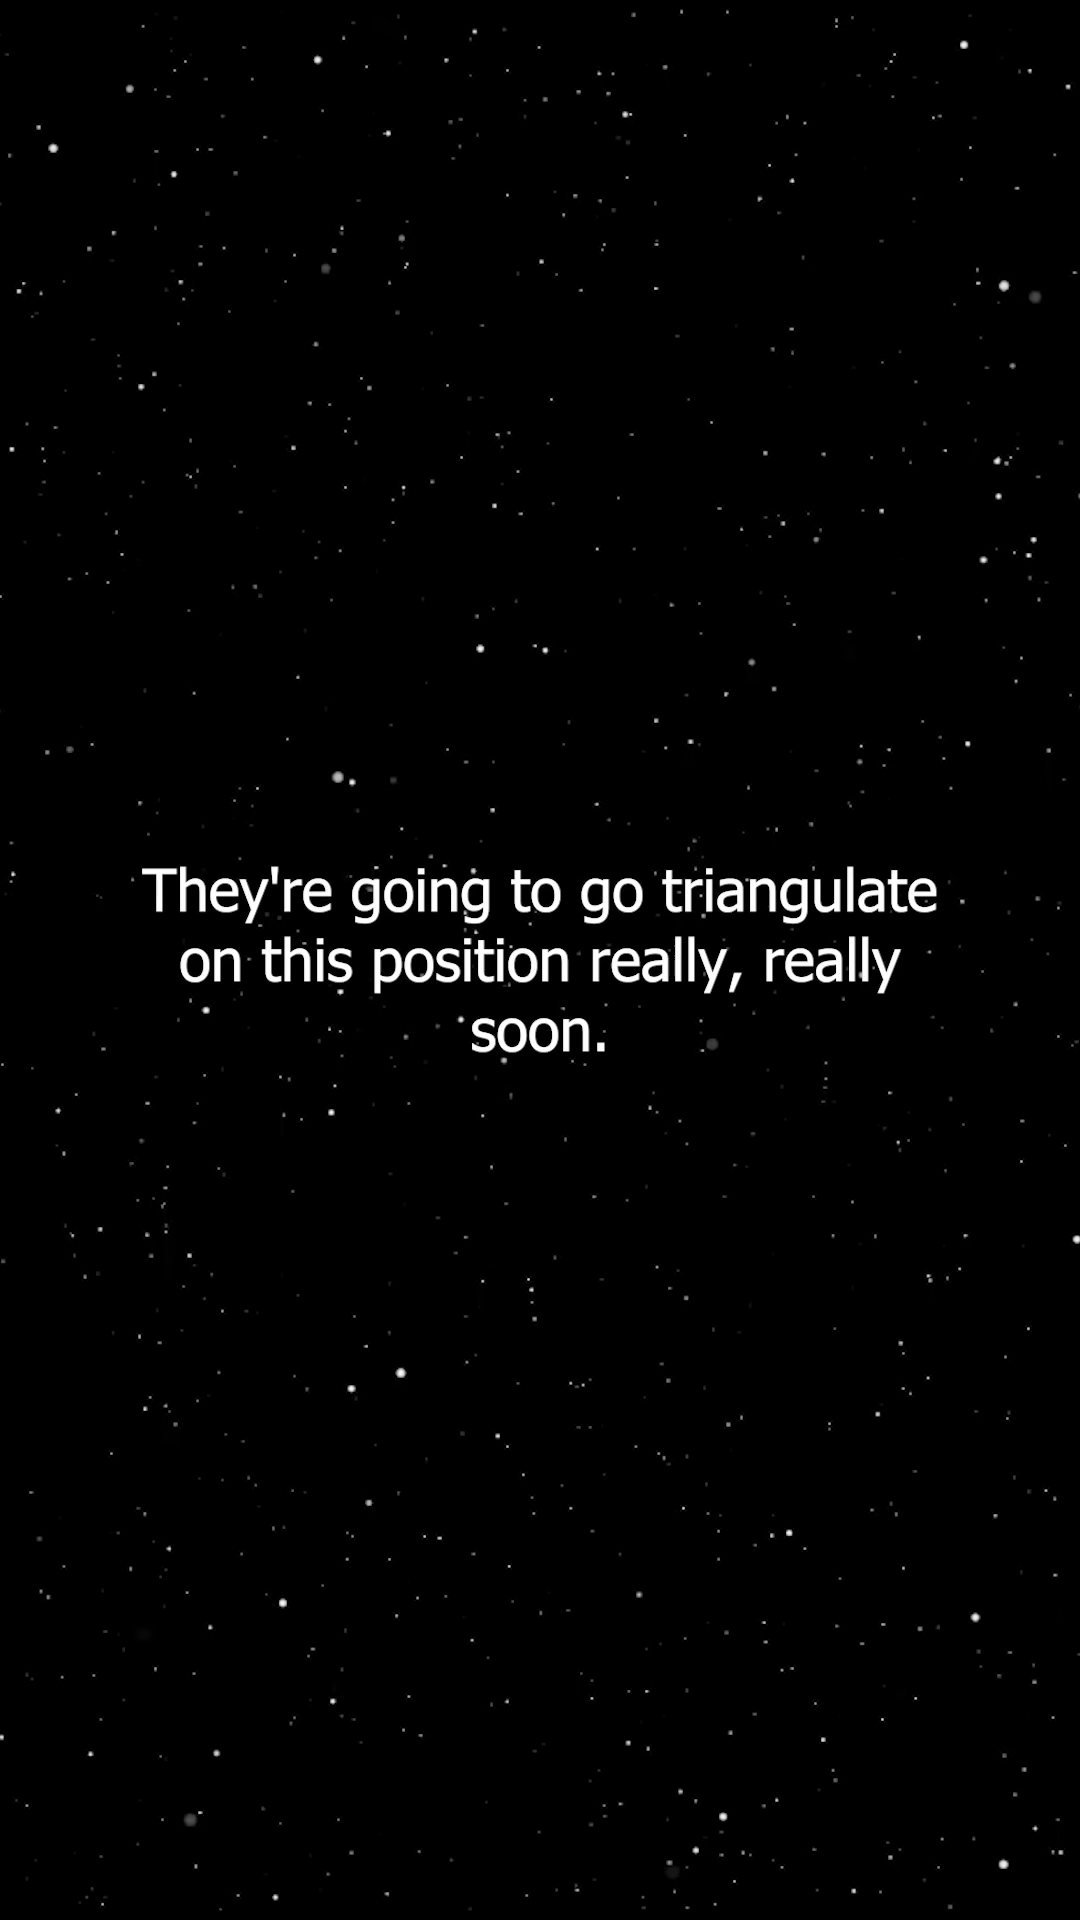 They're going to go triangulate
on this position really, really
soon.